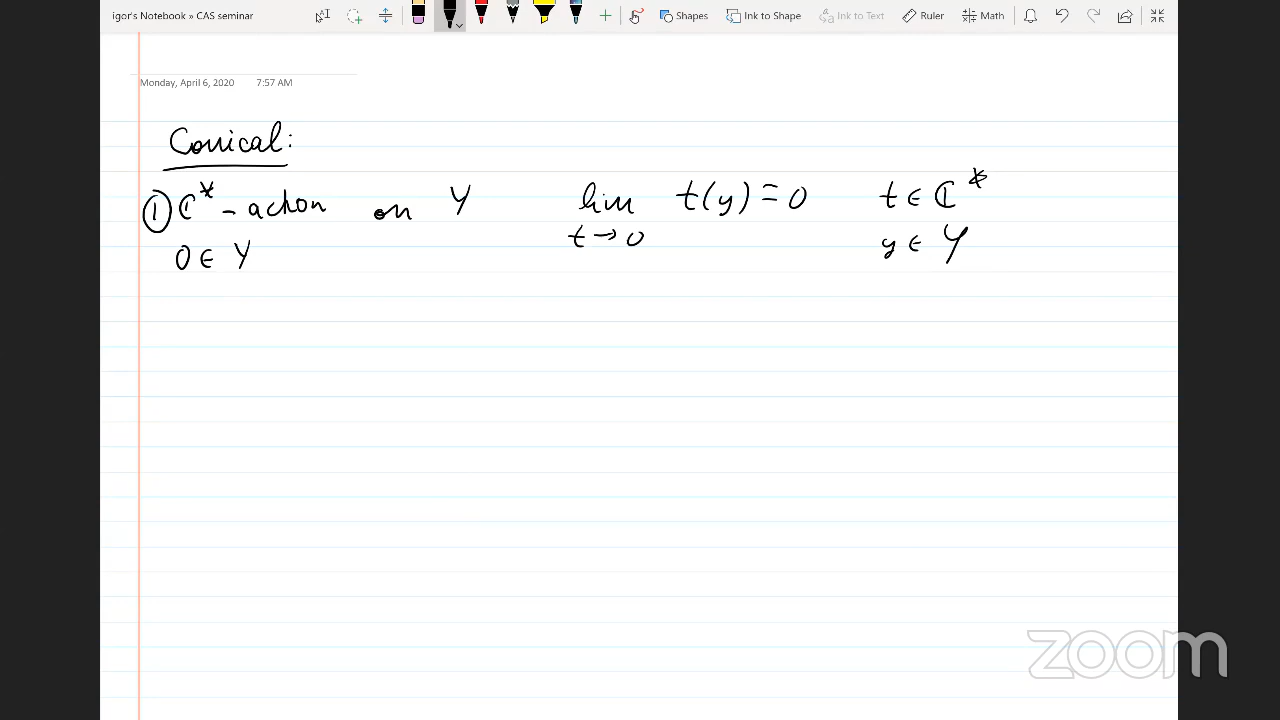 igor's Notebook » CAS seminar Shapes Ink to Shape Ink to Text Ruler Math
Monday, April 6, 2020 7:57 AM
Conical:
① ℂ* - action on Y lim t(y) = 0 t ∈ ℂ*
0 ∈ Y t → 0 y ∈ Y
zoom